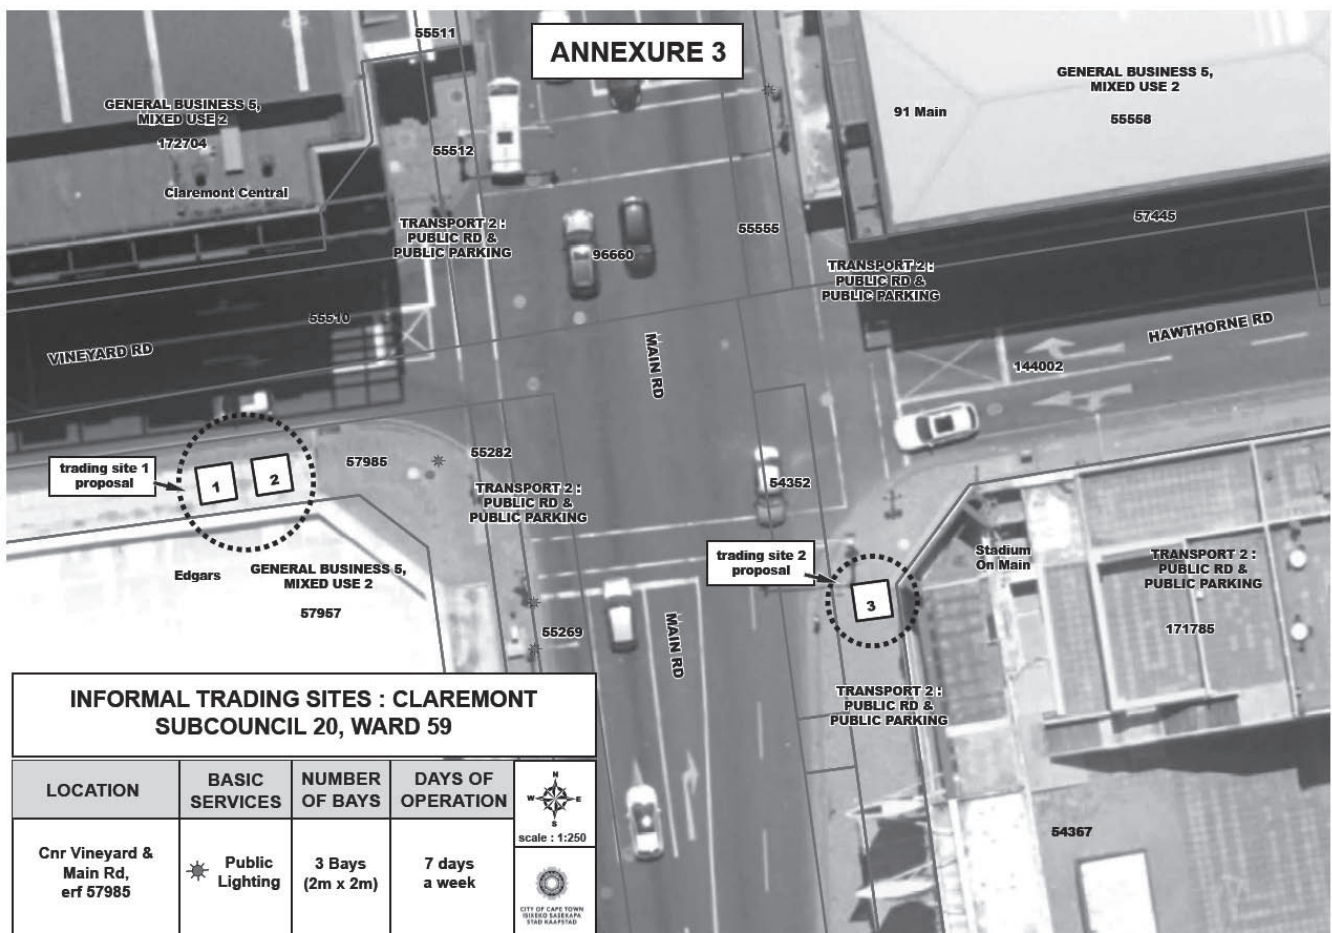 ANNEXURE 3
55511
GENERAL BUSINESS 5,
MIXED USE 2
172704
Claremont Central
55512
TRANSPORT 2 :
PUBLIC RD &
PUBLIC PARKING
96660
55555
91 Main
GENERAL BUSINESS 5,
MIXED USE 2
55558
57445
TRANSPORT 2 :
PUBLIC RD &
PUBLIC PARKING
55510
VINEYARD RD
MAIN RD
HAWTHORNE RD
144002
trading site 1
proposal
1
2
57985
55282
TRANSPORT 2 :
PUBLIC RD &
PUBLIC PARKING
54352
Edgars
GENERAL BUSINESS 5,
MIXED USE 2
57957
trading site 2
proposal
3
Stadium
On Main
TRANSPORT 2 :
PUBLIC RD &
PUBLIC PARKING
171785
55269
MAIN RD
TRANSPORT 2 :
PUBLIC RD &
PUBLIC PARKING
54367
INFORMAL TRADING SITES : CLAREMONT
SUBCOUNCIL 20, WARD 59
LOCATION
BASIC
SERVICES
NUMBER
OF BAYS
DAYS OF
OPERATION
Cnr Vineyard &
Main Rd,
erf 57985
Public
Lighting
3 Bays
(2m x 2m)
7 days
a week
N
W E
S
scale : 1:250
CITY OF CAPE TOWN
ISIXEKO SASEKAPA
STAD KAAPSTAD